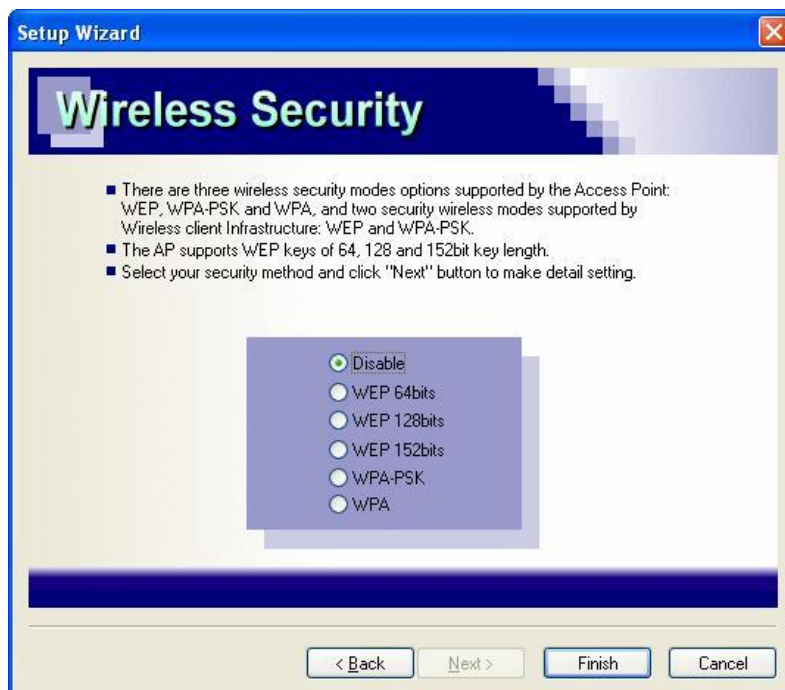 Setup Wizard
Wireless Security
There are three wireless security modes options supported by the Access Point:
WEP, WPA-PSK and WPA, and two security wireless modes supported by
Wireless client Infrastructure: WEP and WPA-PSK.
The AP supports WEP keys of 64, 128 and 152bit key length.
Select your security method and click "Next" button to make detail setting.
Disable
WEP 64bits
WEP 128bits
WEP 152bits
WPA-PSK
WPA
< Back
Next >
Finish
Cancel